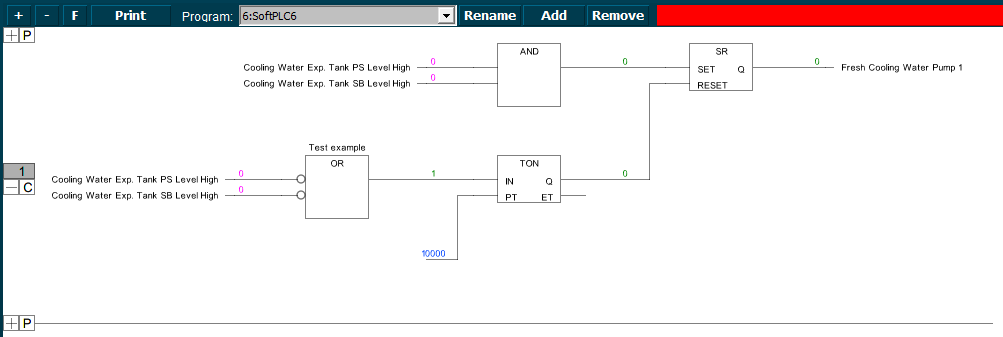 + - F Print Program: 6:SoftPLC6 Rename Add Remove
+ P
AND
SR
Cooling Water Exp. Tank PS Level High 0 0 SET Q 0 Fresh Cooling Water Pump 1
Cooling Water Exp. Tank SB Level High 0 RESET
Test example
OR
TON
1
Cooling Water Exp. Tank PS Level High 0 1 IN Q 0
- C
Cooling Water Exp. Tank SB Level High 0 PT ET
10000
+ P